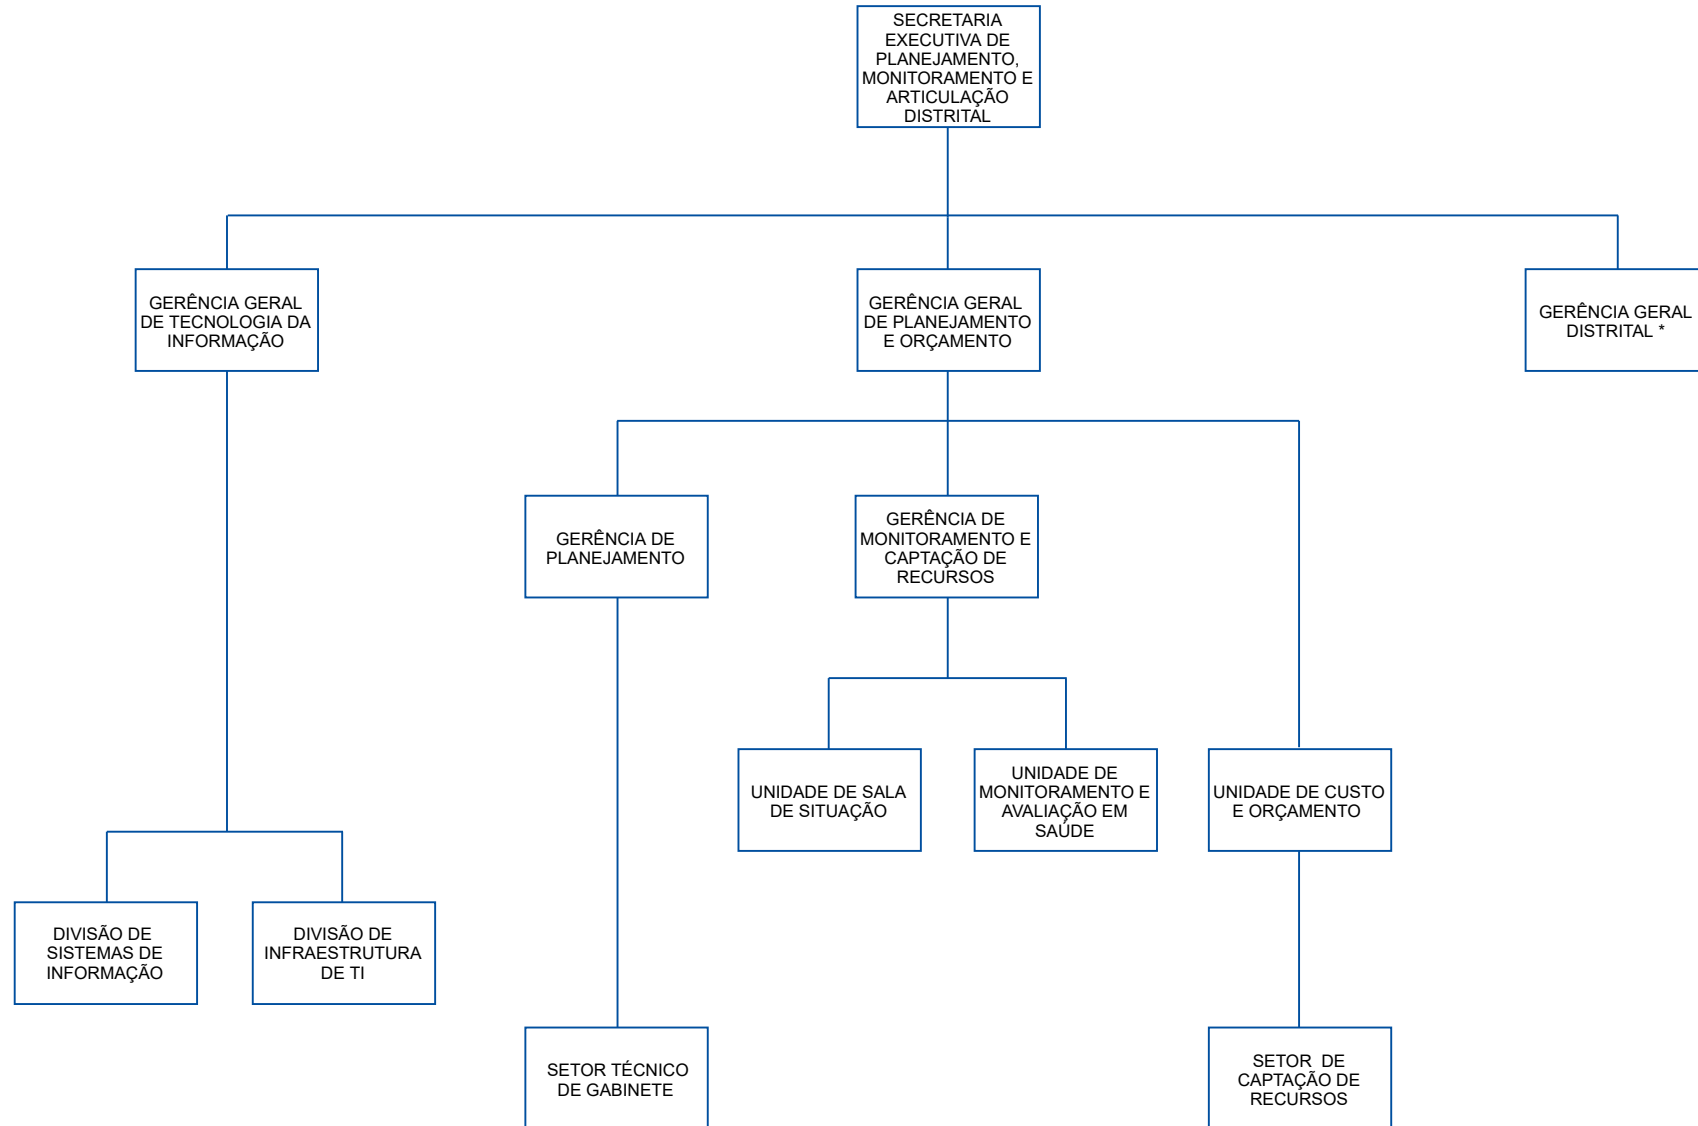 SECRETARIA
EXECUTIVA DE
PLANEJAMENTO,
MONITORAMENTO E
ARTICULAÇÃO
DISTRITAL
GERÊNCIA GERAL
DE TECNOLOGIA DA
INFORMAÇÃO
GERÊNCIA GERAL
DE PLANEJAMENTO
E ORÇAMENTO
GERÊNCIA GERAL
DISTRITAL *
GERÊNCIA DE
PLANEJAMENTO
GERÊNCIA DE
MONITORAMENTO E
CAPTAÇÃO DE
RECURSOS
UNIDADE DE SALA
DE SITUAÇÃO
UNIDADE DE
MONITORAMENTO E
AVALIAÇÃO EM
SAÚDE
UNIDADE DE CUSTO
E ORÇAMENTO
DIVISÃO DE
SISTEMAS DE
INFORMAÇÃO
DIVISÃO DE
INFRAESTRUTURA
DE TI
SETOR TÉCNICO
DE GABINETE
SETOR DE
CAPTAÇÃO DE
RECURSOS